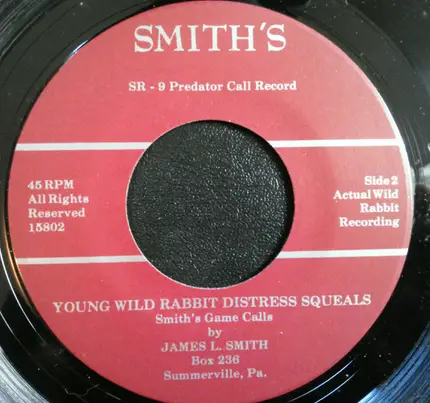 SMITH'S
SR - 9 Predator Call Record
45 RPM
All Rights
Reserved
15802
Side 2
Actual Wild
Rabbit
Recording
YOUNG WILD RABBIT DISTRESS SQUEALS
Smith's Game Calls
by
JAMES L. SMITH
Box 236
Summerville, Pa.